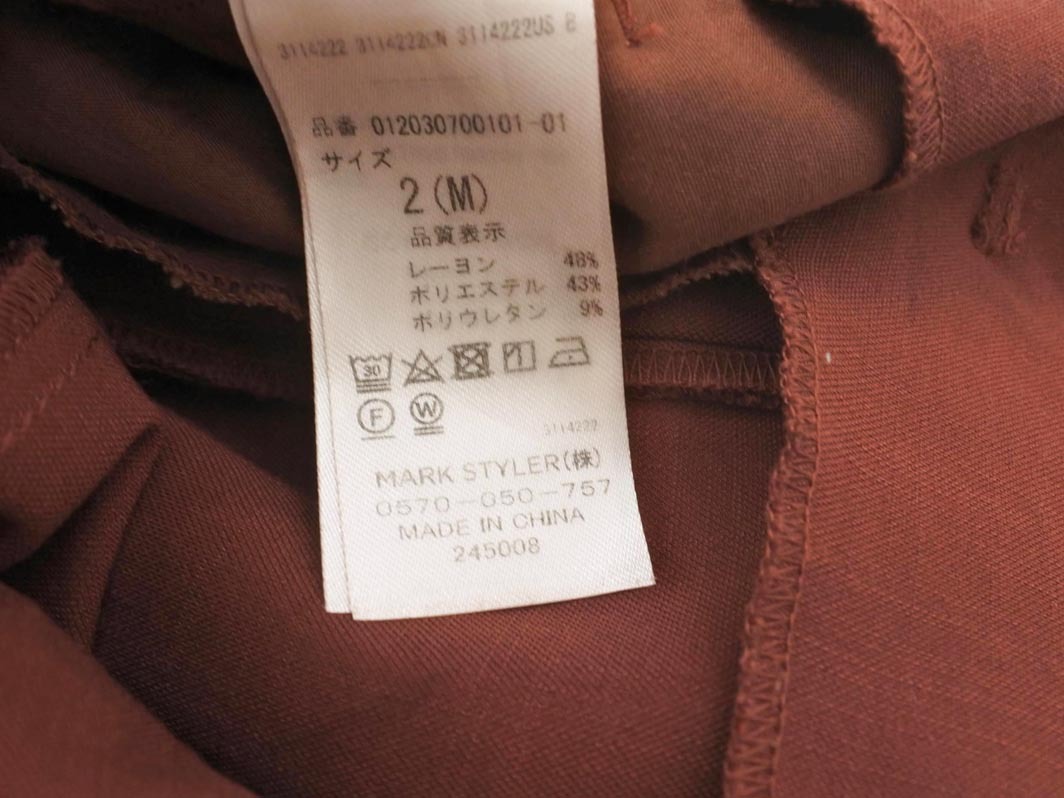 3114222 3114222CN 3114222US B
品番 012030700101-01
サイズ
2(M)
品質表示
レーヨン 48%
ポリエステル 43%
ポリウレタン 9%
30
F W
3114222
MARK STYLER(株)
0570-050-757
MADE IN CHINA
245008